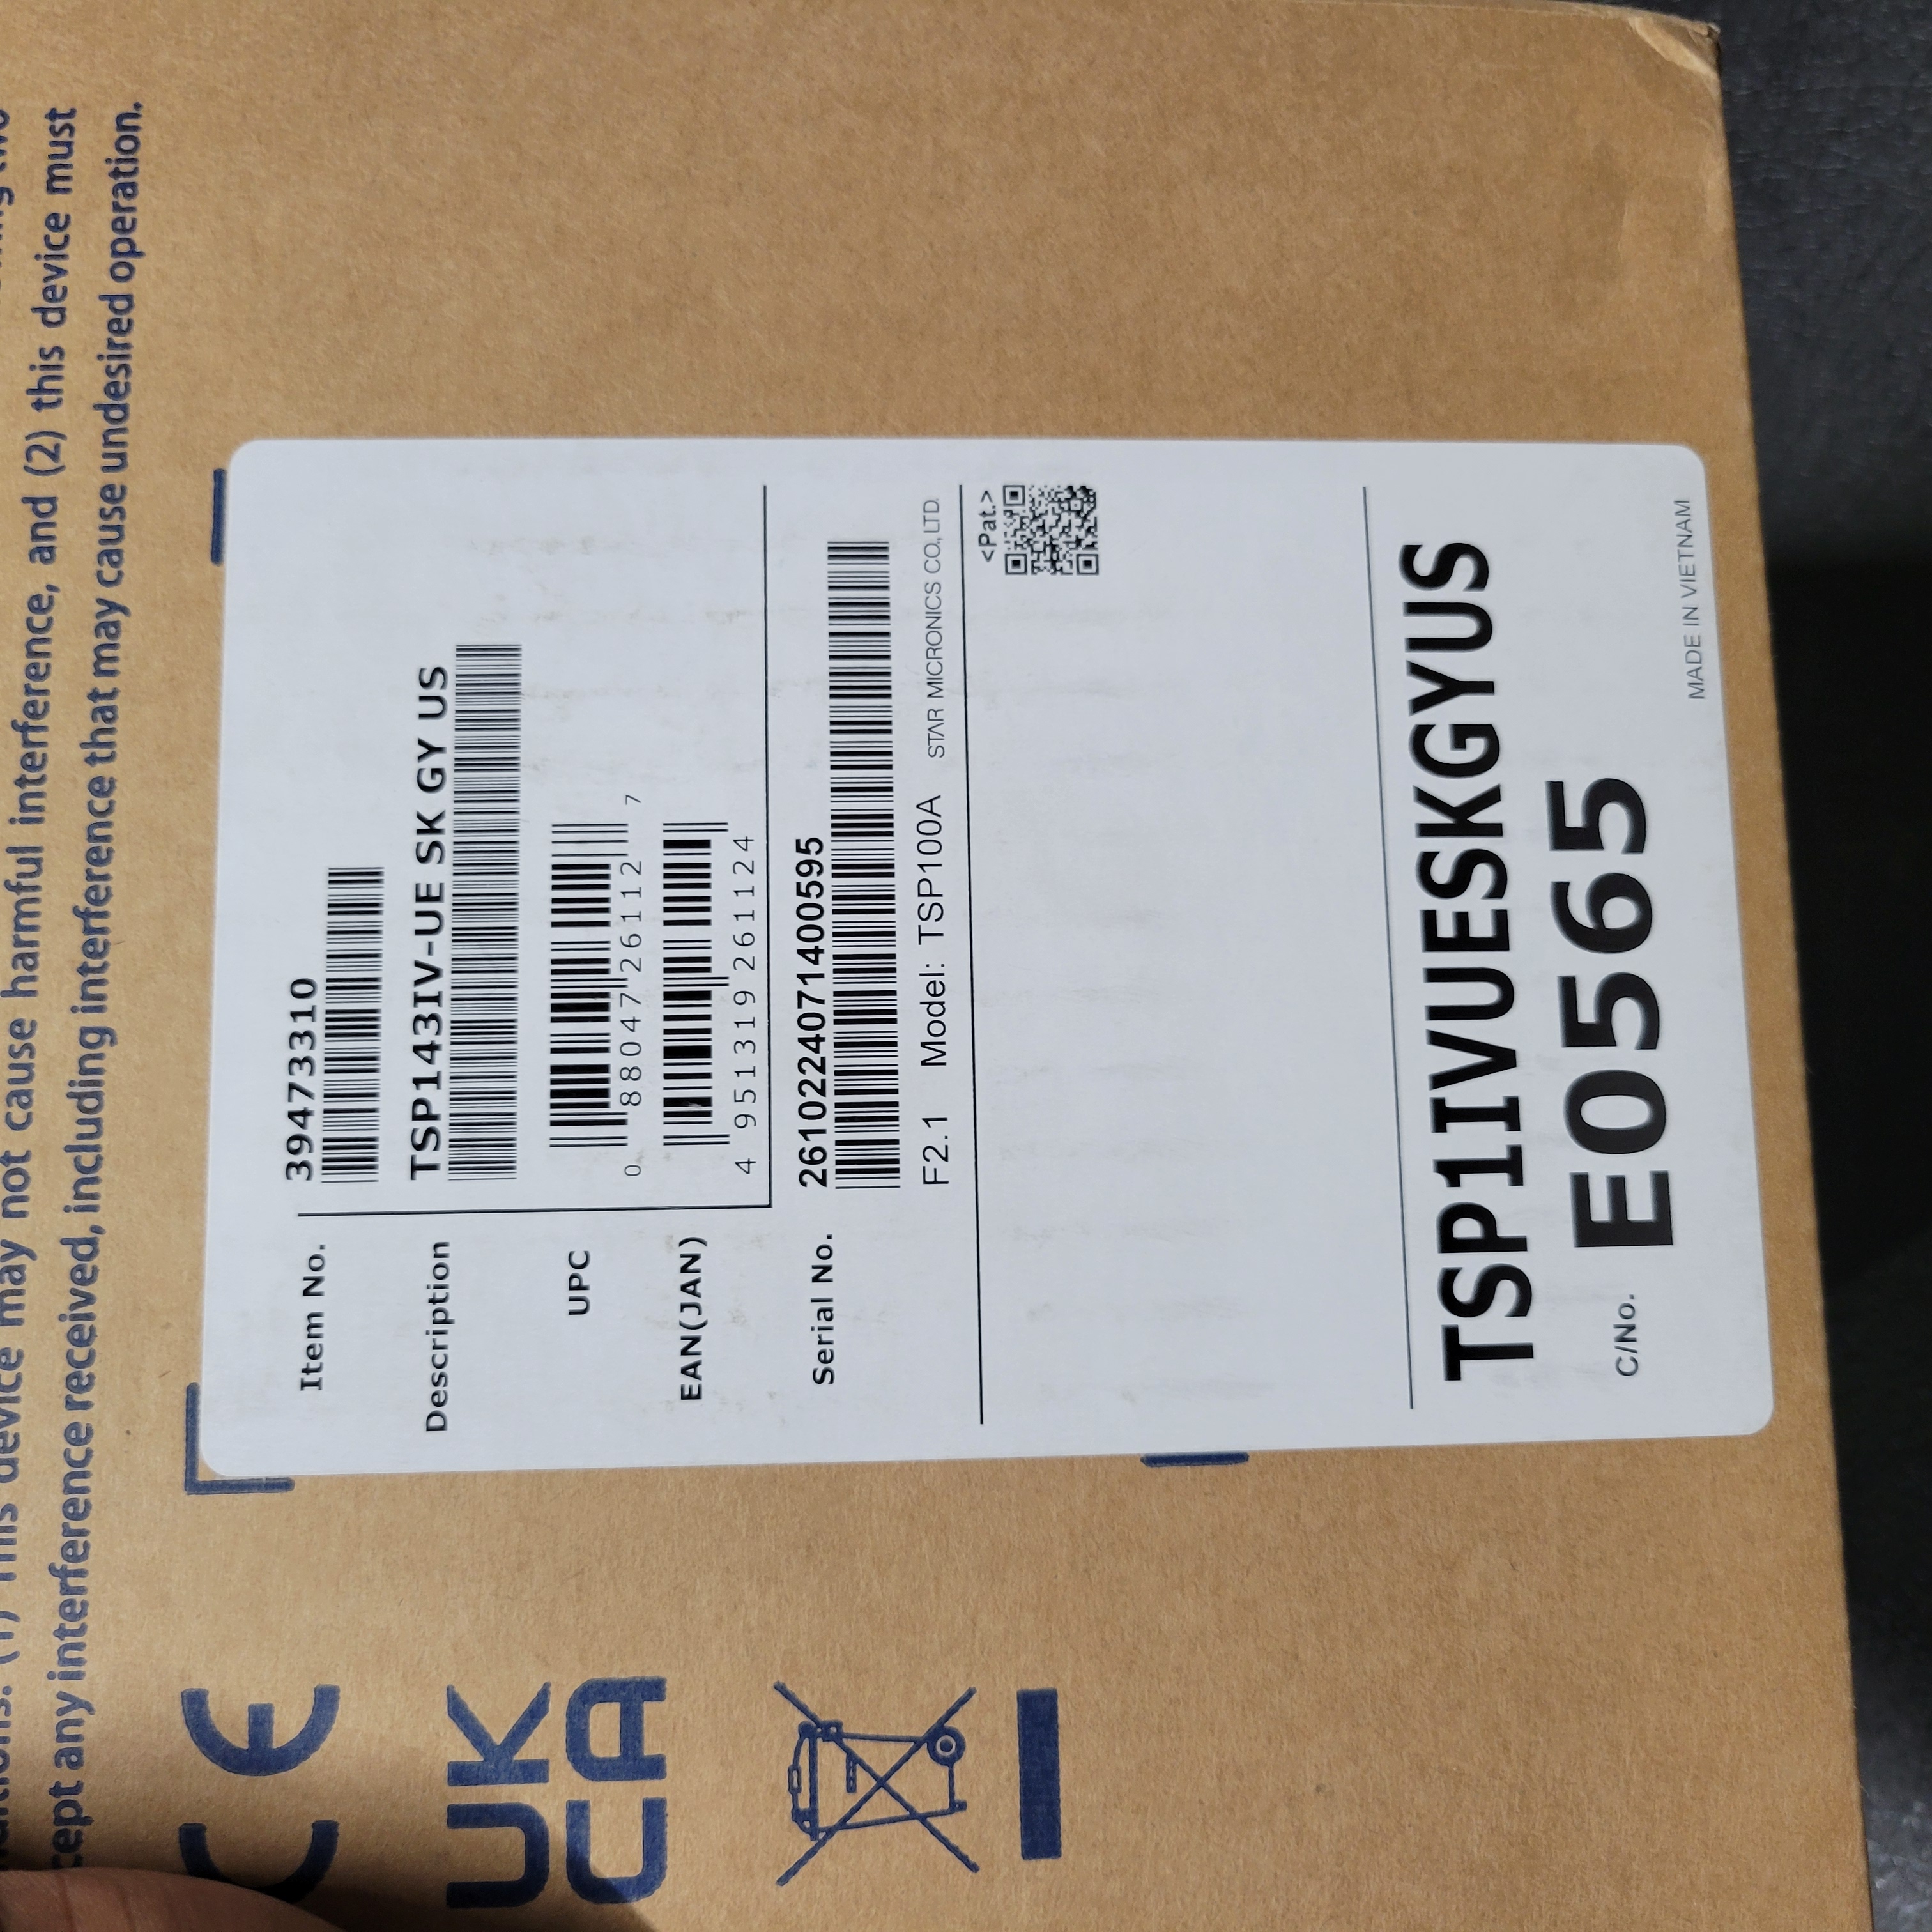 this device may not cause harmful interference, and (2) this device must
any interference received, including interference that may cause undesired operation.
Item No.
39473310
Description
TSP143IV-UE SK GY US
UPC
0 88047 26112 7
EAN(JAN)
4 951319 261124
Serial No.
2610224071400595
F2.1 Model: TSP100A STAR MICRONICS CO.,LTD.
<Pat.>
TSP1IVUESKGYUS
C/No. E0565
MADE IN VIETNAM
CE
UK
CA